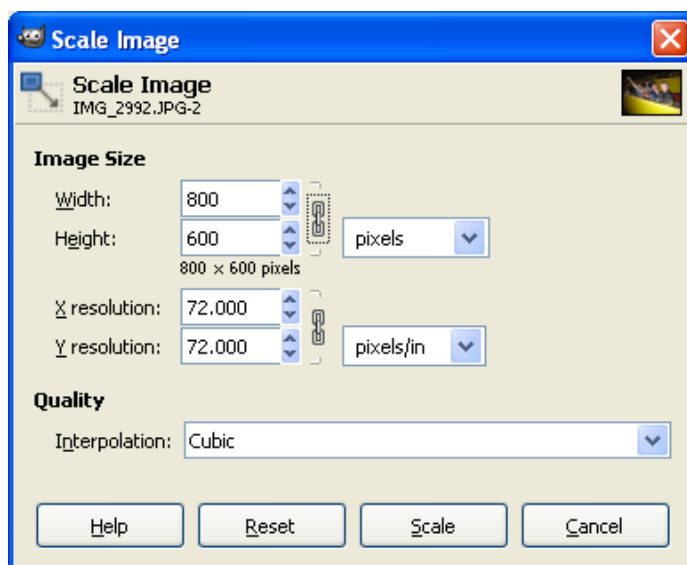 Scale Image
Scale Image
IMG_2992.JPG-2
Image Size
Width: 800
Height: 600 pixels
800 × 600 pixels
X resolution: 72.000
Y resolution: 72.000 pixels/in
Quality
Interpolation: Cubic
Help Reset Scale Cancel